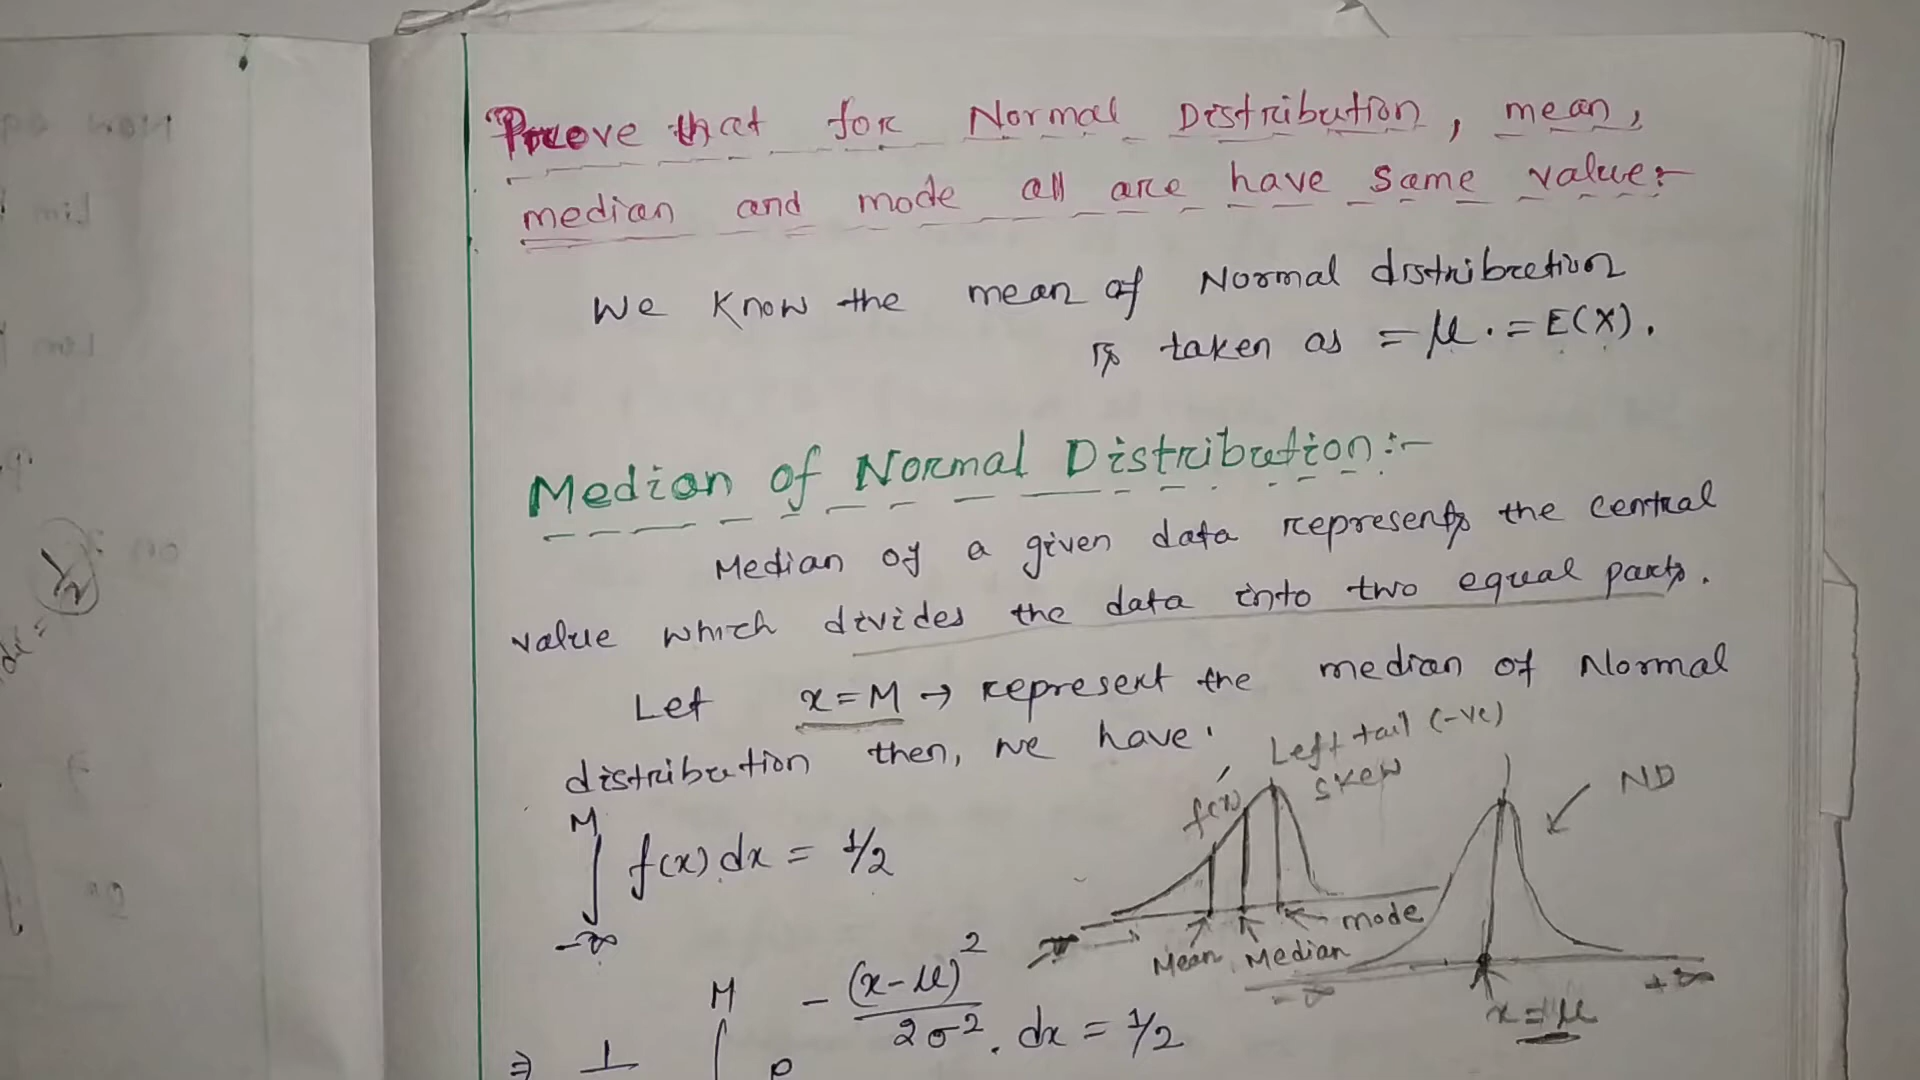 Prove that for Normal Distribution, mean,
median and mode all are have same value:-
We know the mean of Normal distribution
is taken as = μ. = E(X).
Median of Normal Distribution:-
Median of a given data represents the central
value which divides the data into two equal parts.
Let x = M → represent the median of Normal
distribution then, we have.
Left tail (-ve)
skew
f(x)
ND
M
∫ f(x) dx = 1/2
-∞
mode
Mean Median
-∞
+∞
x = μ
M - (x-μ)²
2σ² . dx = 1/2
⇒ 1 ∫ e